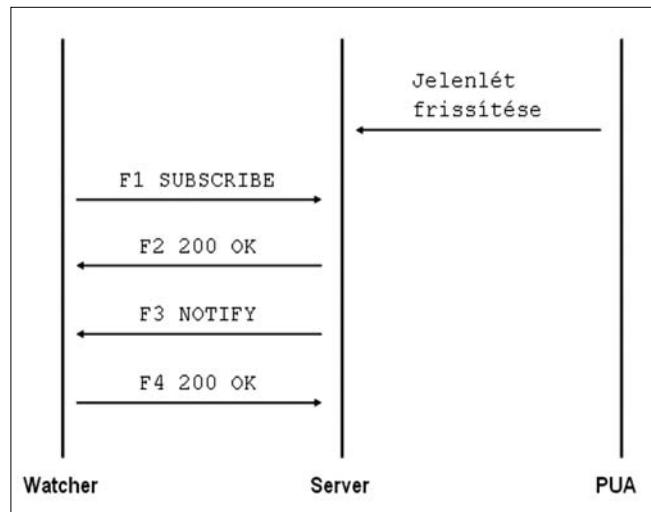 Jelenlét
frissítése
F1 SUBSCRIBE
F2 200 OK
F3 NOTIFY
F4 200 OK
Watcher
Server
PUA